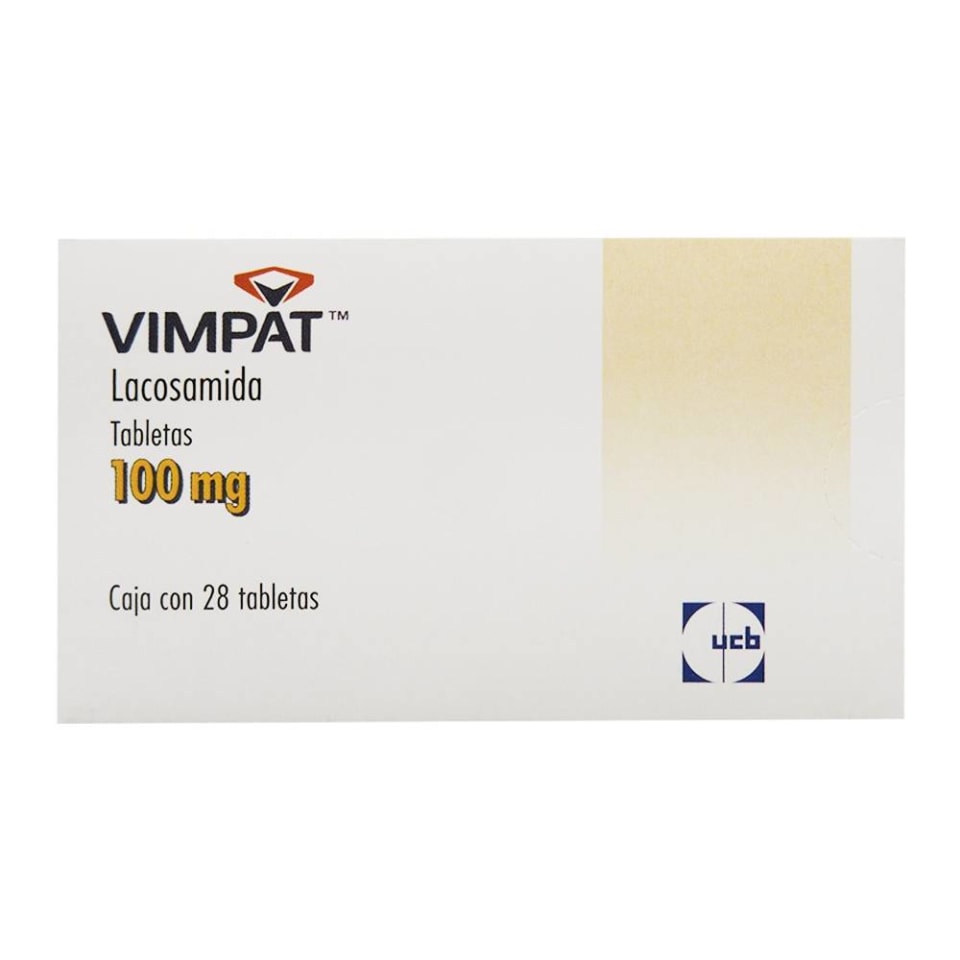 VIMPAT™
Lacosamida
Tabletas
100 mg
Caja con 28 tabletas
ucb